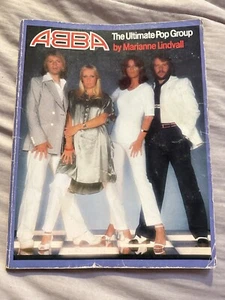 ABBA
The Ultimate Pop Group
by Marianne Lindvall